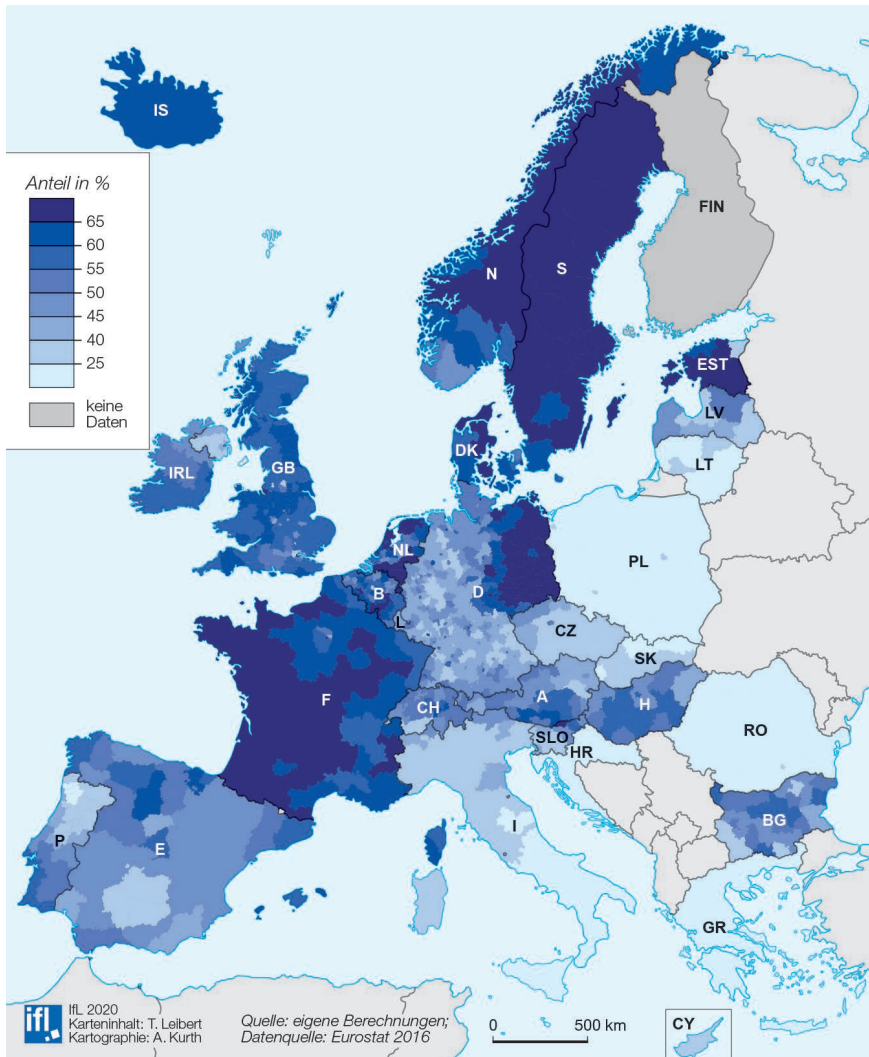 IS
Anteil in %
65
60
55
50
45
40
25
keine
Daten
FIN
N
S
EST
LV
LT
DK
IRL
GB
NL
PL
B
D
L
CZ
SK
F
CH
A
H
SLO
HR
RO
P
E
I
BG
GR
CY
ifl
IfL 2020
Karteninhalt: T. Leibert
Kartographie: A. Kurth
Quelle: eigene Berechnungen;
Datenquelle: Eurostat 2016
0 500 km